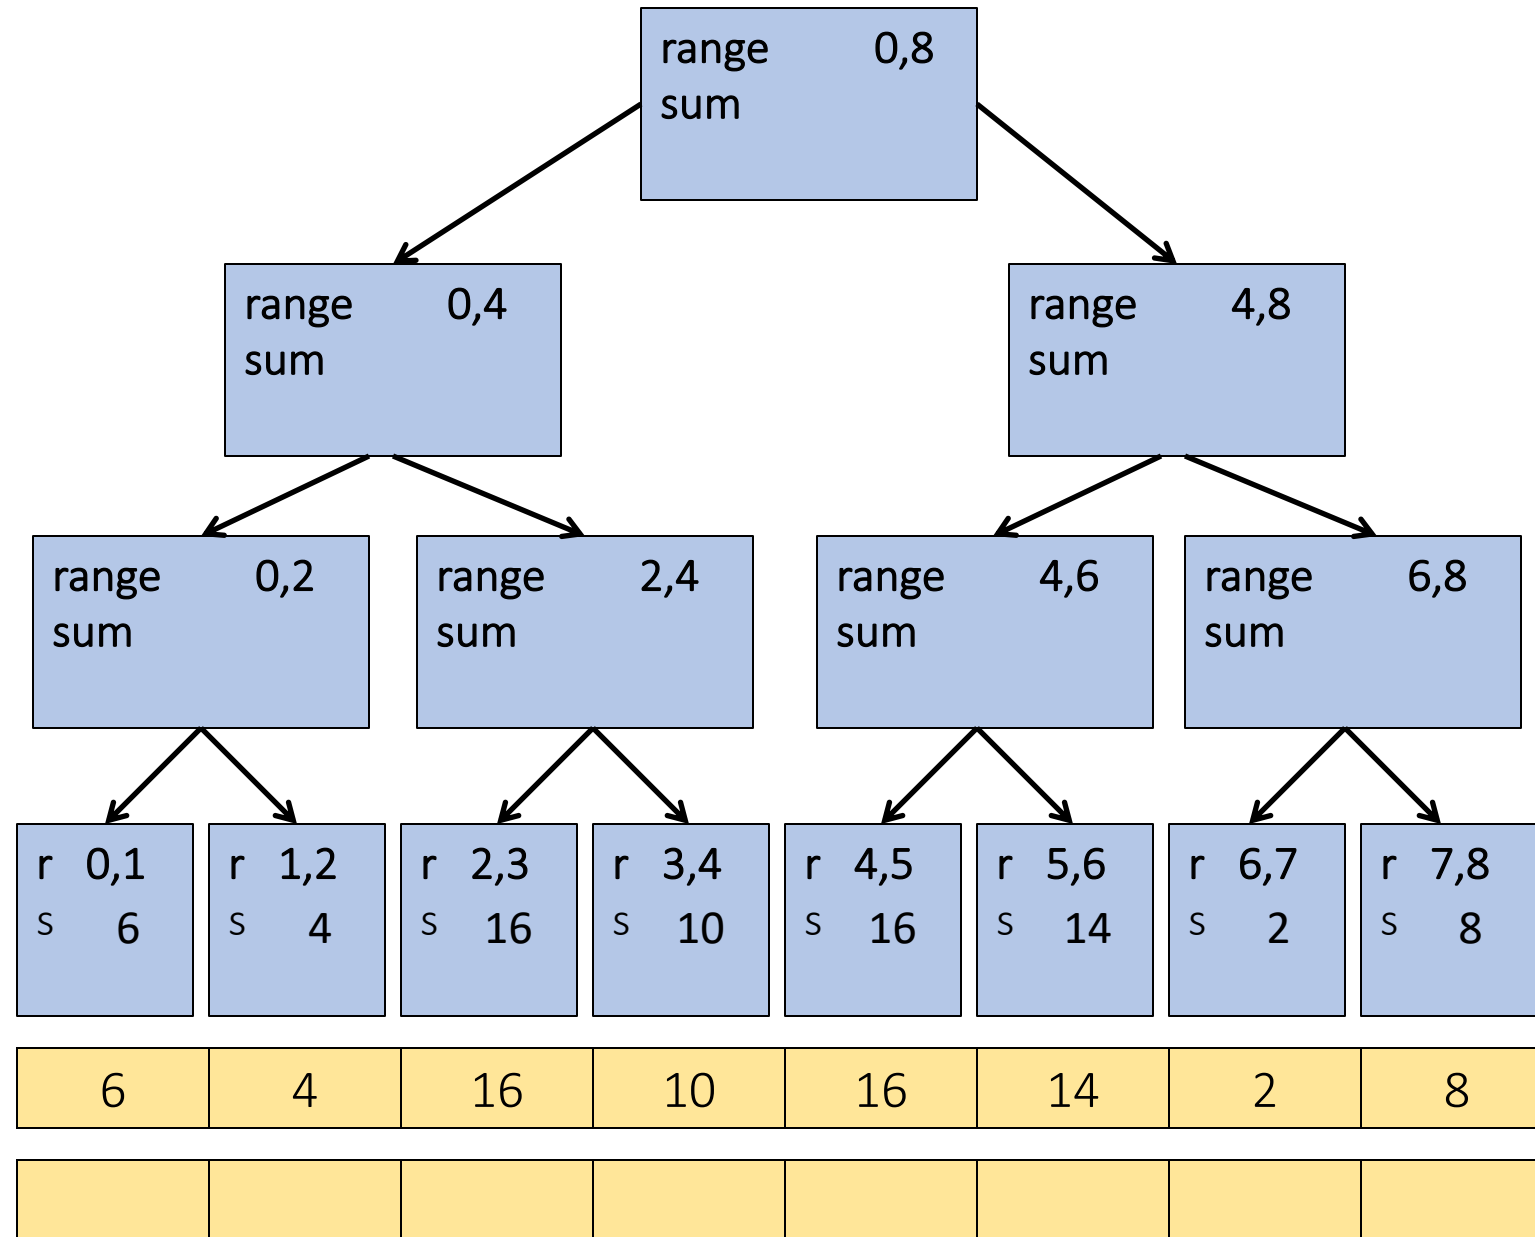 range 0,8
sum
range 0,4
sum
range 4,8
sum
range 0,2
sum
range 2,4
sum
range 4,6
sum
range 6,8
sum
r 0,1
s 6
r 1,2
s 4
r 2,3
s 16
r 3,4
s 10
r 4,5
s 16
r 5,6
s 14
r 6,7
s 2
r 7,8
s 8
6 4 16 10 16 14 2 8